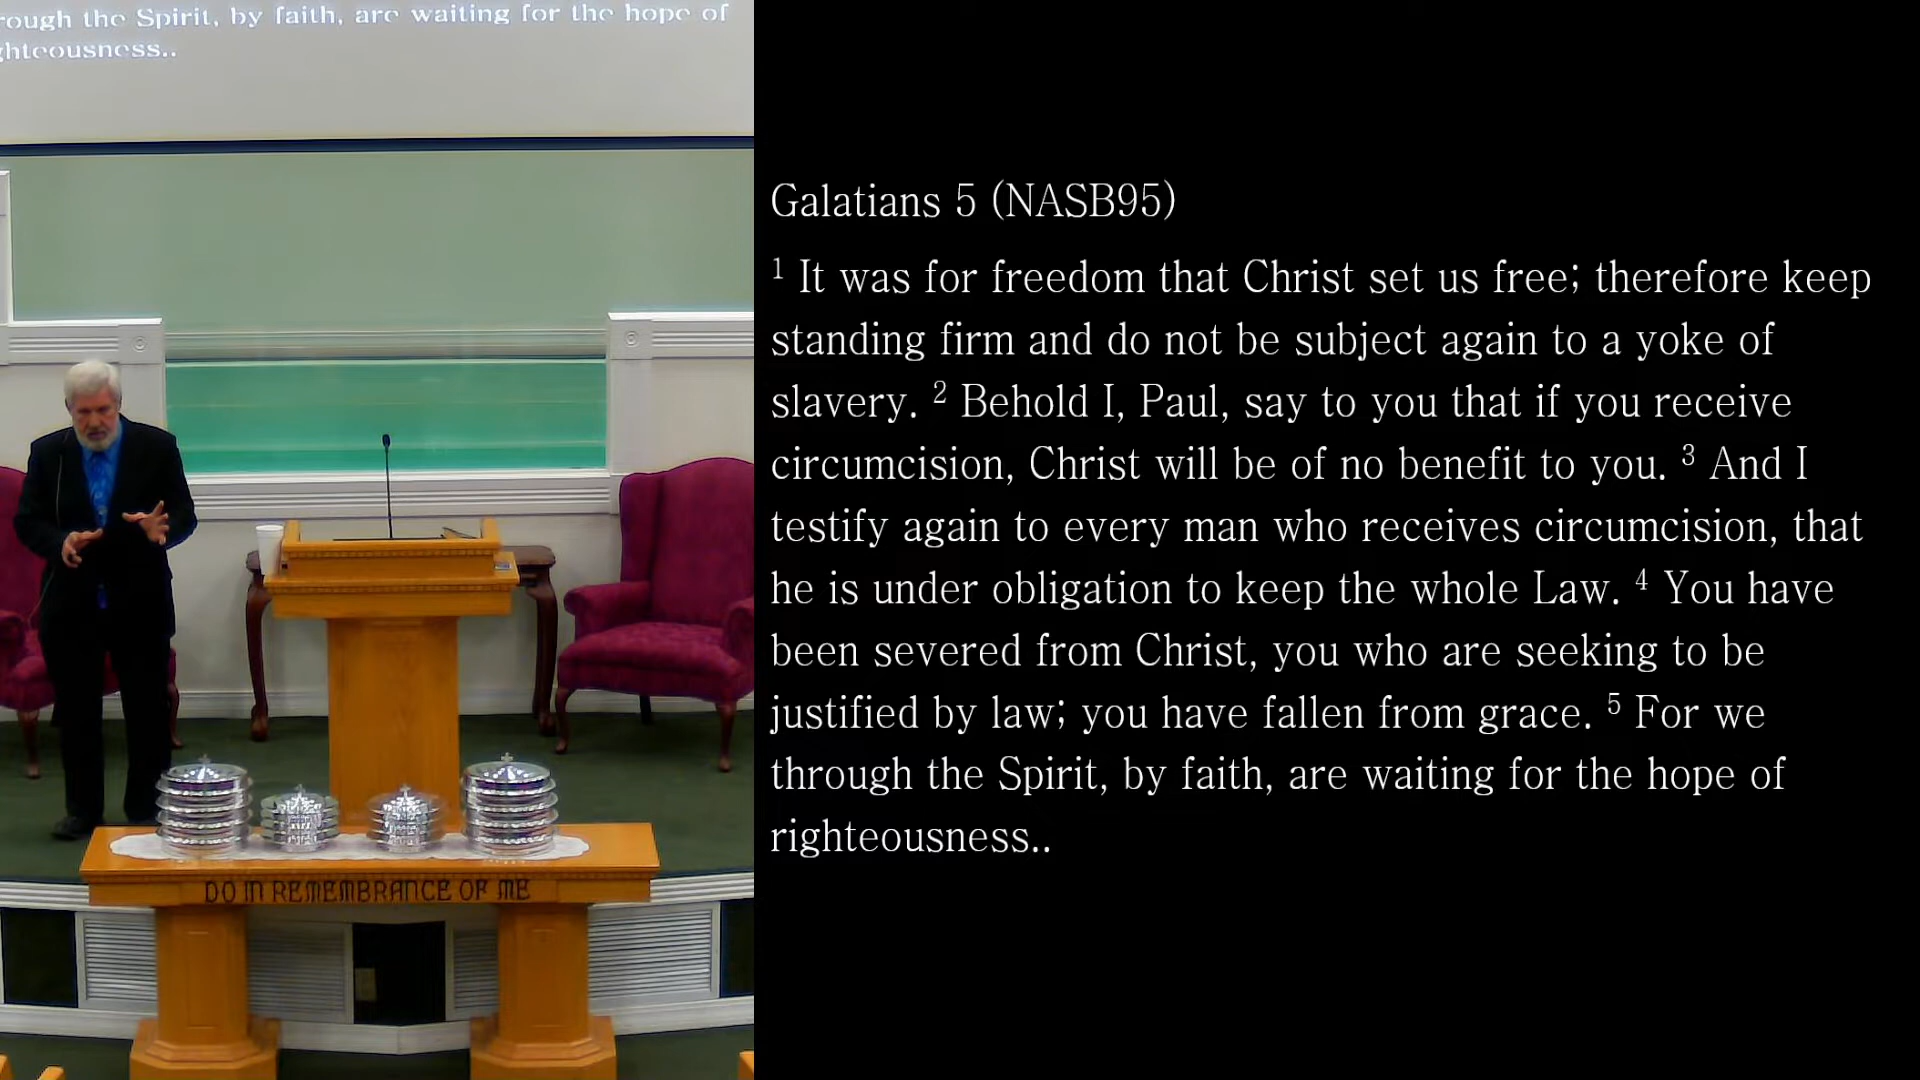 rough the Spirit, by faith, are waiting for the hope of
ghteousness..
Galatians 5 (NASB95)
1 It was for freedom that Christ set us free; therefore keep
standing firm and do not be subject again to a yoke of
slavery. 2 Behold I, Paul, say to you that if you receive
circumcision, Christ will be of no benefit to you. 3 And I
testify again to every man who receives circumcision, that
he is under obligation to keep the whole Law. 4 You have
been severed from Christ, you who are seeking to be
justified by law; you have fallen from grace. 5 For we
through the Spirit, by faith, are waiting for the hope of
righteousness..
DO IN REMEMBRANCE OF ME